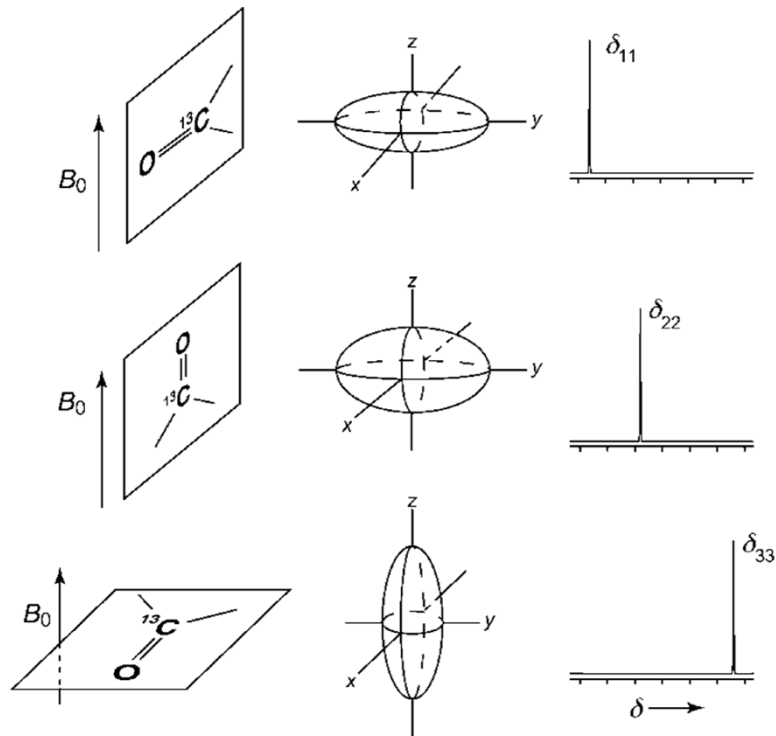 z
δ₁₁
¹³C
O
B₀
y
x
z
δ₂₂
O
¹³C
B₀
y
x
z
δ₃₃
B₀
¹³C
O
y
x
δ